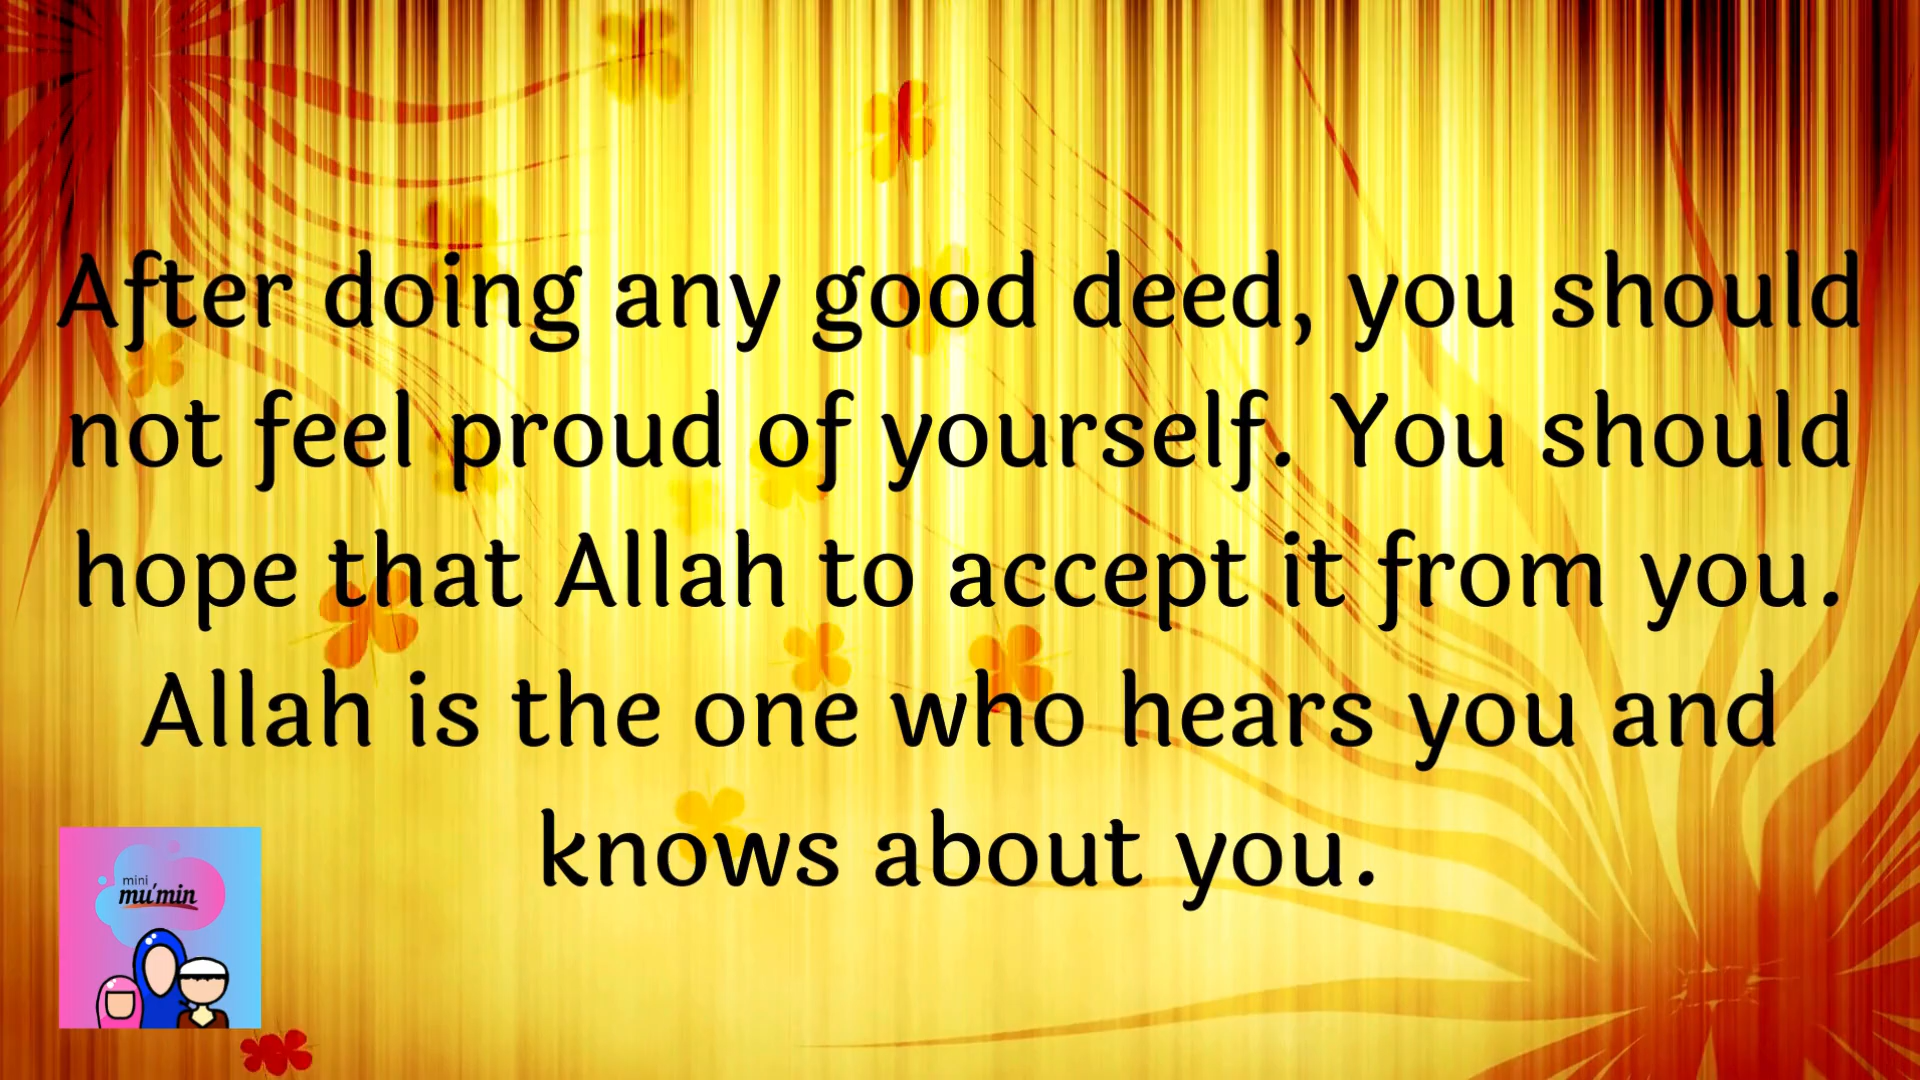 After doing any good deed, you should
not feel proud of yourself. You should
hope that Allah to accept it from you.
Allah is the one who hears you and
knows about you.
mini
mu'min